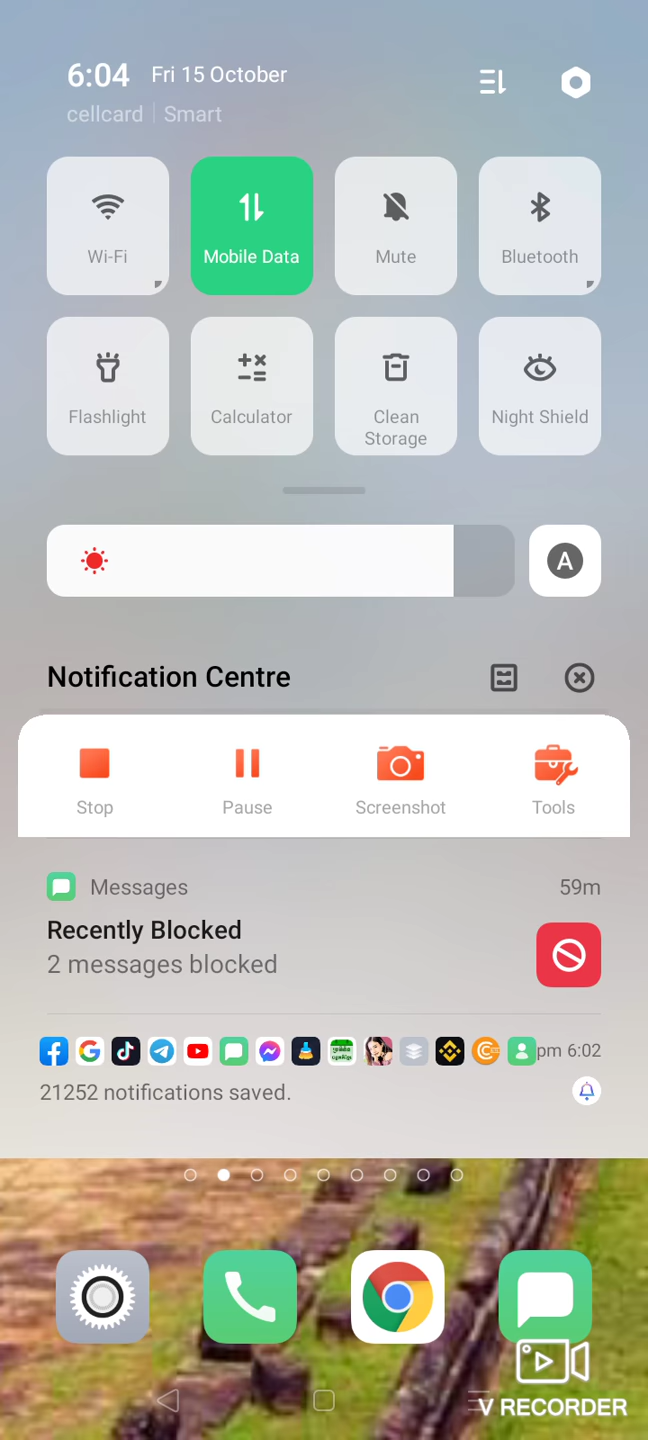 6:04 Fri 15 October
cellcard | Smart
Wi-Fi Mobile Data Mute Bluetooth
Flashlight Calculator Clean Storage Night Shield
A
Notification Centre
Stop Pause Screenshot Tools
Messages 59m
Recently Blocked
2 messages blocked
pm 6:02
21252 notifications saved.
V RECORDER